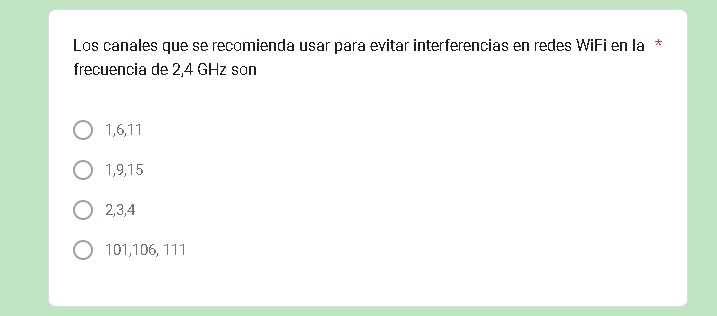 Los canales que se recomienda usar para evitar interferencias en redes WiFi en la *
frecuencia de 2,4 GHz son
1,6,11
1,9,15
2,3,4
101,106, 111